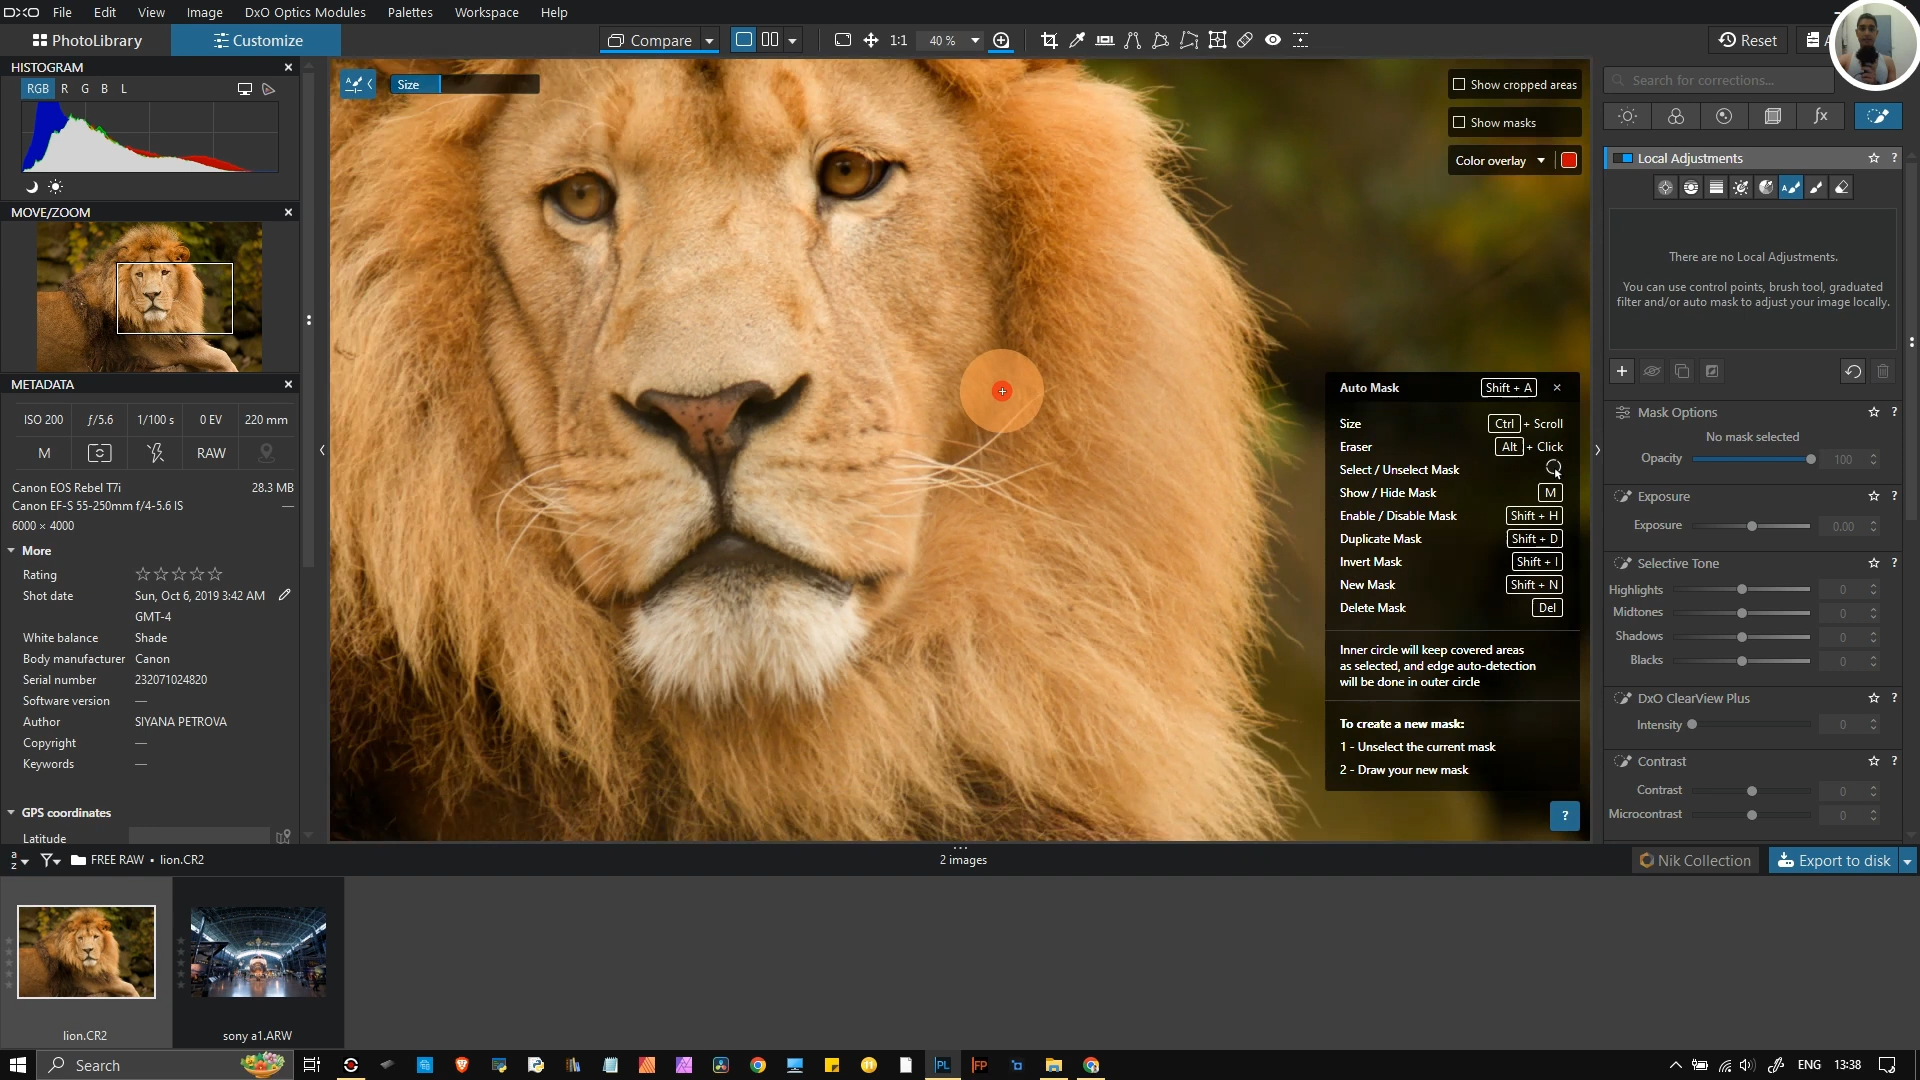 DXO File Edit View Image DxO Optics Modules Palettes Workspace Help
PhotoLibrary Customize Compare 1:1 40 % Reset
HISTOGRAM
RGB R G B L
MOVE/ZOOM
METADATA
ISO 200 ƒ/5.6 1/100 s 0 EV 220 mm
M RAW
Canon EOS Rebel T7i 28.3 MB
Canon EF-S 55-250mm f/4-5.6 IS —
6000 × 4000
More
Rating
Shot date Sun, Oct 6, 2019 3:42 AM
GMT-4
White balance Shade
Body manufacturer Canon
Serial number 232071024820
Software version —
Author SIYANA PETROVA
Copyright —
Keywords —
GPS coordinates
Latitude
Size
Show cropped areas
Show masks
Color overlay
Auto Mask Shift + A
Size Ctrl + Scroll
Eraser Alt + Click
Select / Unselect Mask
Show / Hide Mask M
Enable / Disable Mask Shift + H
Duplicate Mask Shift + D
Invert Mask Shift + I
New Mask Shift + N
Delete Mask Del
Inner circle will keep covered areas
as selected, and edge auto-detection
will be done in outer circle
To create a new mask:
1 - Unselect the current mask
2 - Draw your new mask
?
Search for corrections...
fx
Local Adjustments ?
A
There are no Local Adjustments.
You can use control points, brush tool, graduated
filter and/or auto mask to adjust your image locally.
Mask Options ?
No mask selected
Opacity 100
Exposure ?
Exposure 0.00
Selective Tone ?
Highlights 0
Midtones 0
Shadows 0
Blacks 0
DxO ClearView Plus ?
Intensity 0
Contrast ?
Contrast 0
Microcontrast 0
a
z FREE RAW • lion.CR2 2 images Nik Collection Export to disk
lion.CR2 sony a1.ARW
Search PL FP ENG 13:38